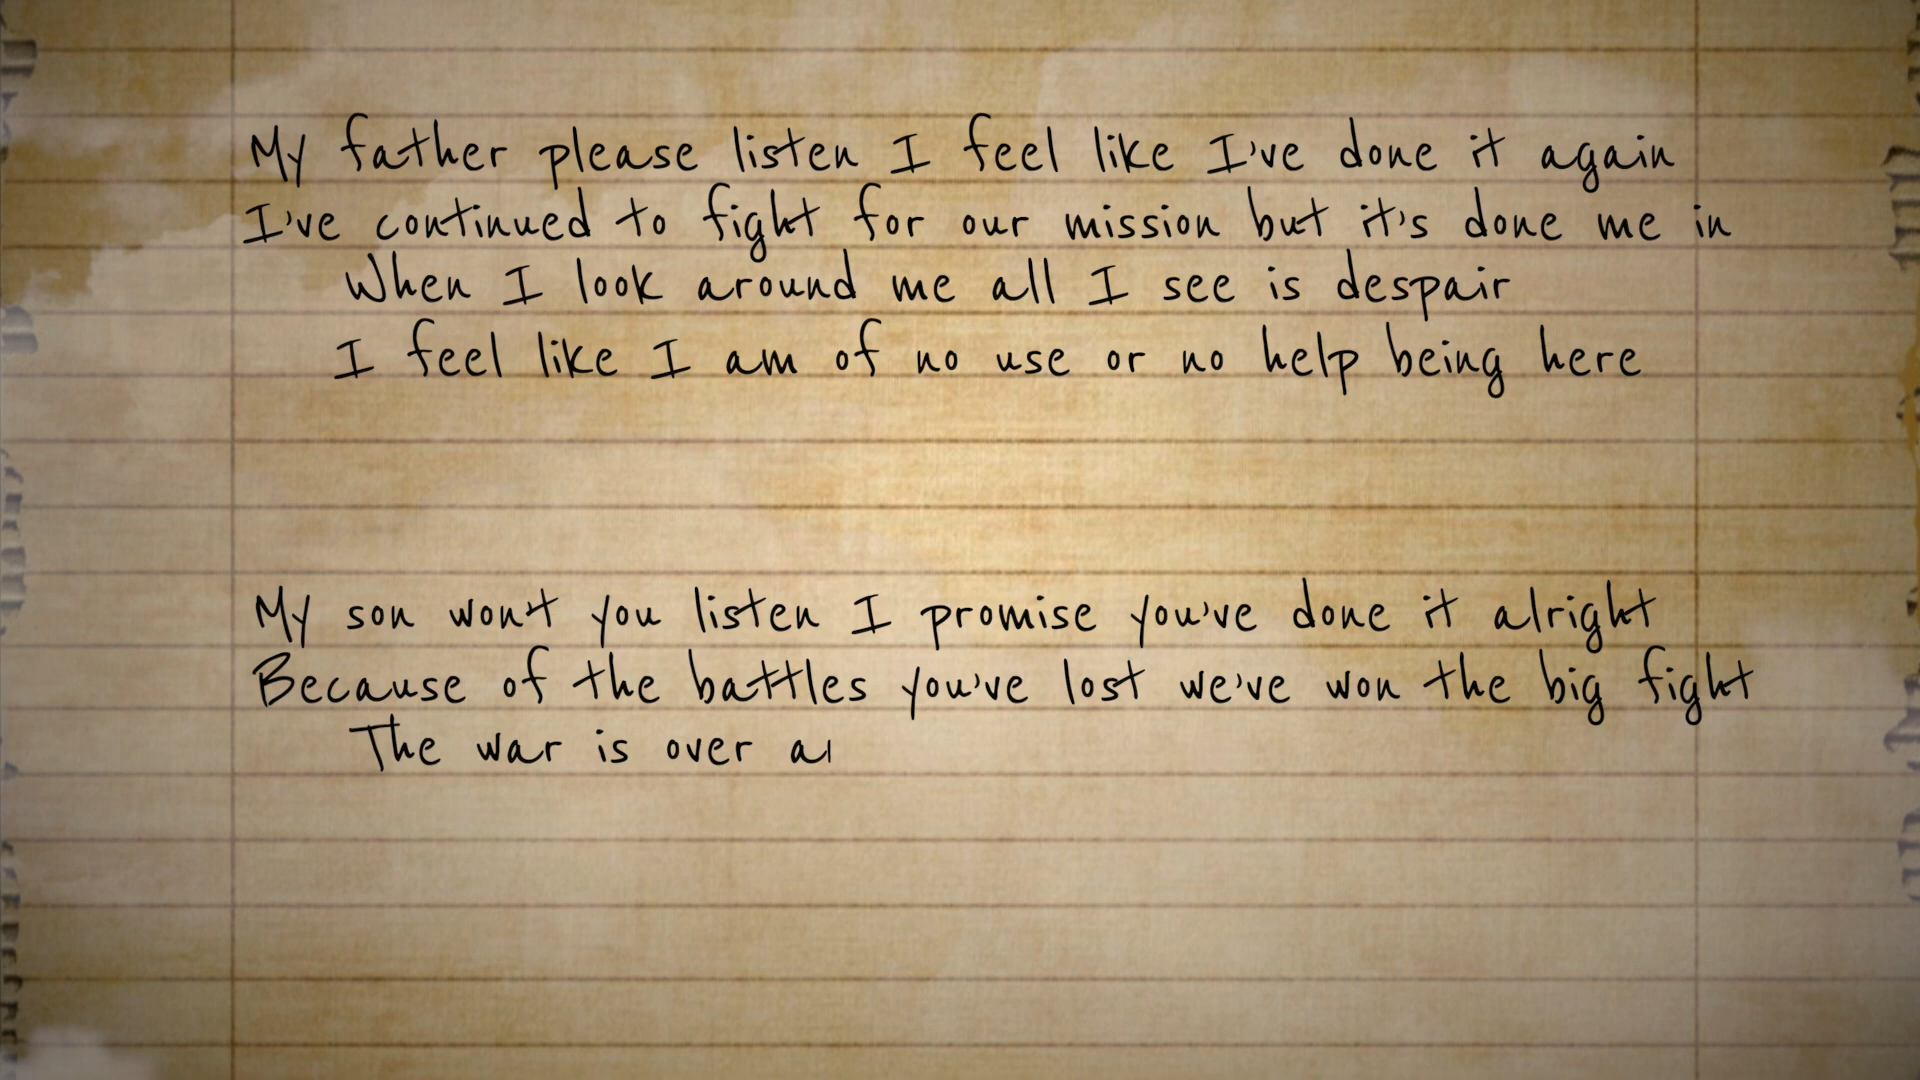 My father please listen I feel like I've done it again
I've continued to fight for our mission but it's done me in
When I look around me all I see is despair
I feel like I am of no use or no help being here
My son won't you listen I promise you've done it alright
Because of the battles you've lost we've won the big fight
The war is over